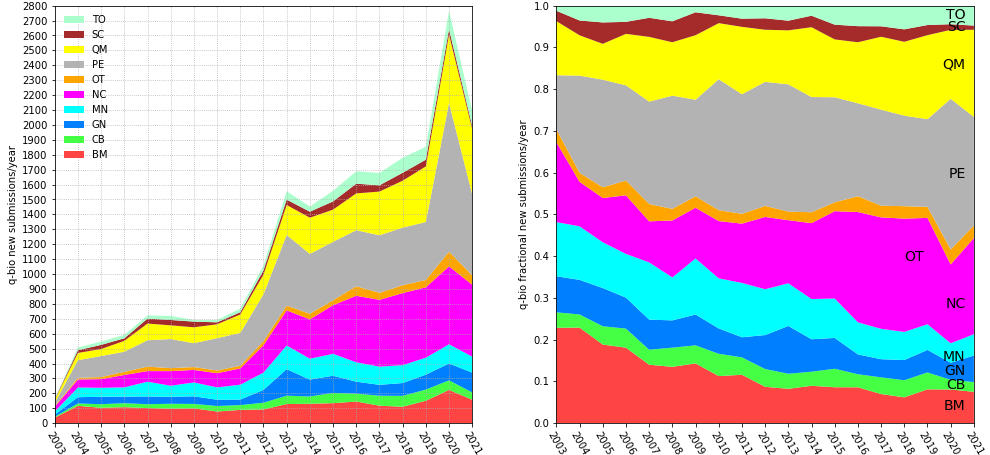 q-bio new submissions/year
2800
2700
2600
2500
2400
2300
2200
2100
2000
1900
1800
1700
1600
1500
1400
1300
1200
1100
1000
900
800
700
600
500
400
300
200
100
0
TO
SC
QM
PE
OT
NC
MN
GN
CB
BM
2003 2004 2005 2006 2007 2008 2009 2010 2011 2012 2013 2014 2015 2016 2017 2018 2019 2020 2021
q-bio fractional new submissions/year
1.0
0.9
0.8
0.7
0.6
0.5
0.4
0.3
0.2
0.1
0.0
TO
SC
QM
PE
OT
NC
MN
GN
CB
BM
2003 2004 2005 2006 2007 2008 2009 2010 2011 2012 2013 2014 2015 2016 2017 2018 2019 2020 2021